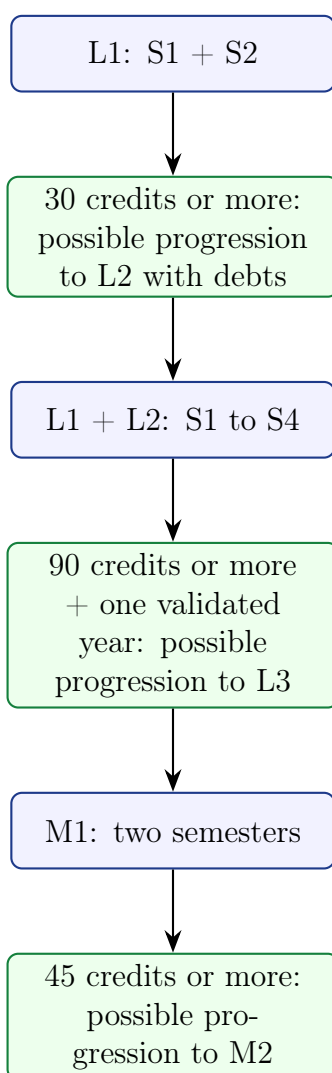 L1: S1 + S2
30 credits or more:
possible progression
to L2 with debts
L1 + L2: S1 to S4
90 credits or more
+ one validated
year: possible
progression to L3
M1: two semesters
45 credits or more:
possible pro-
gression to M2